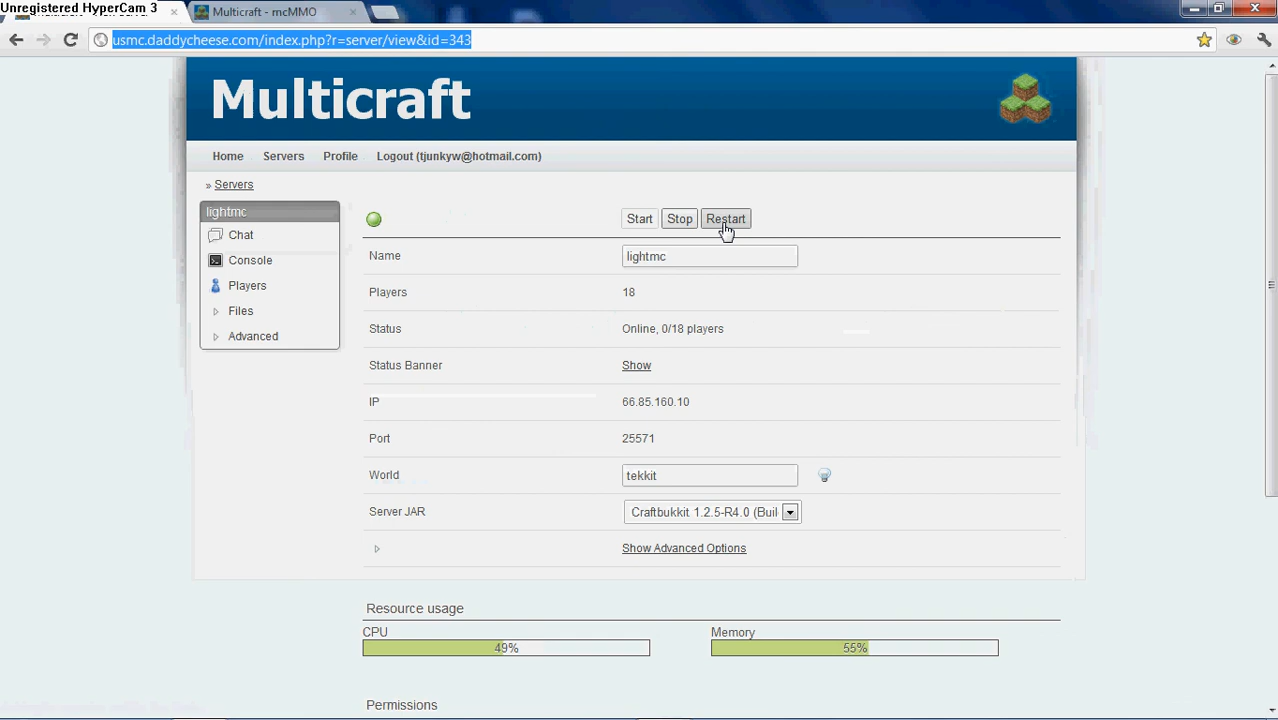 Unregistered HyperCam 3
Multicraft - mcMMO
usmc.daddycheese.com/index.php?r=server/view&id=343
Multicraft
Home Servers Profile Logout (tjunkyw@hotmail.com)
» Servers
lightmc
Chat
Console
Players
Files
Advanced
Start Stop Restart
Name lightmc
Players 18
Status Online, 0/18 players
Status Banner Show
IP 66.85.160.10
Port 25571
World tekkit
Server JAR Craftbukkit 1.2.5-R4.0 (Buil
Show Advanced Options
Resource usage
CPU Memory
49% 55%
Permissions